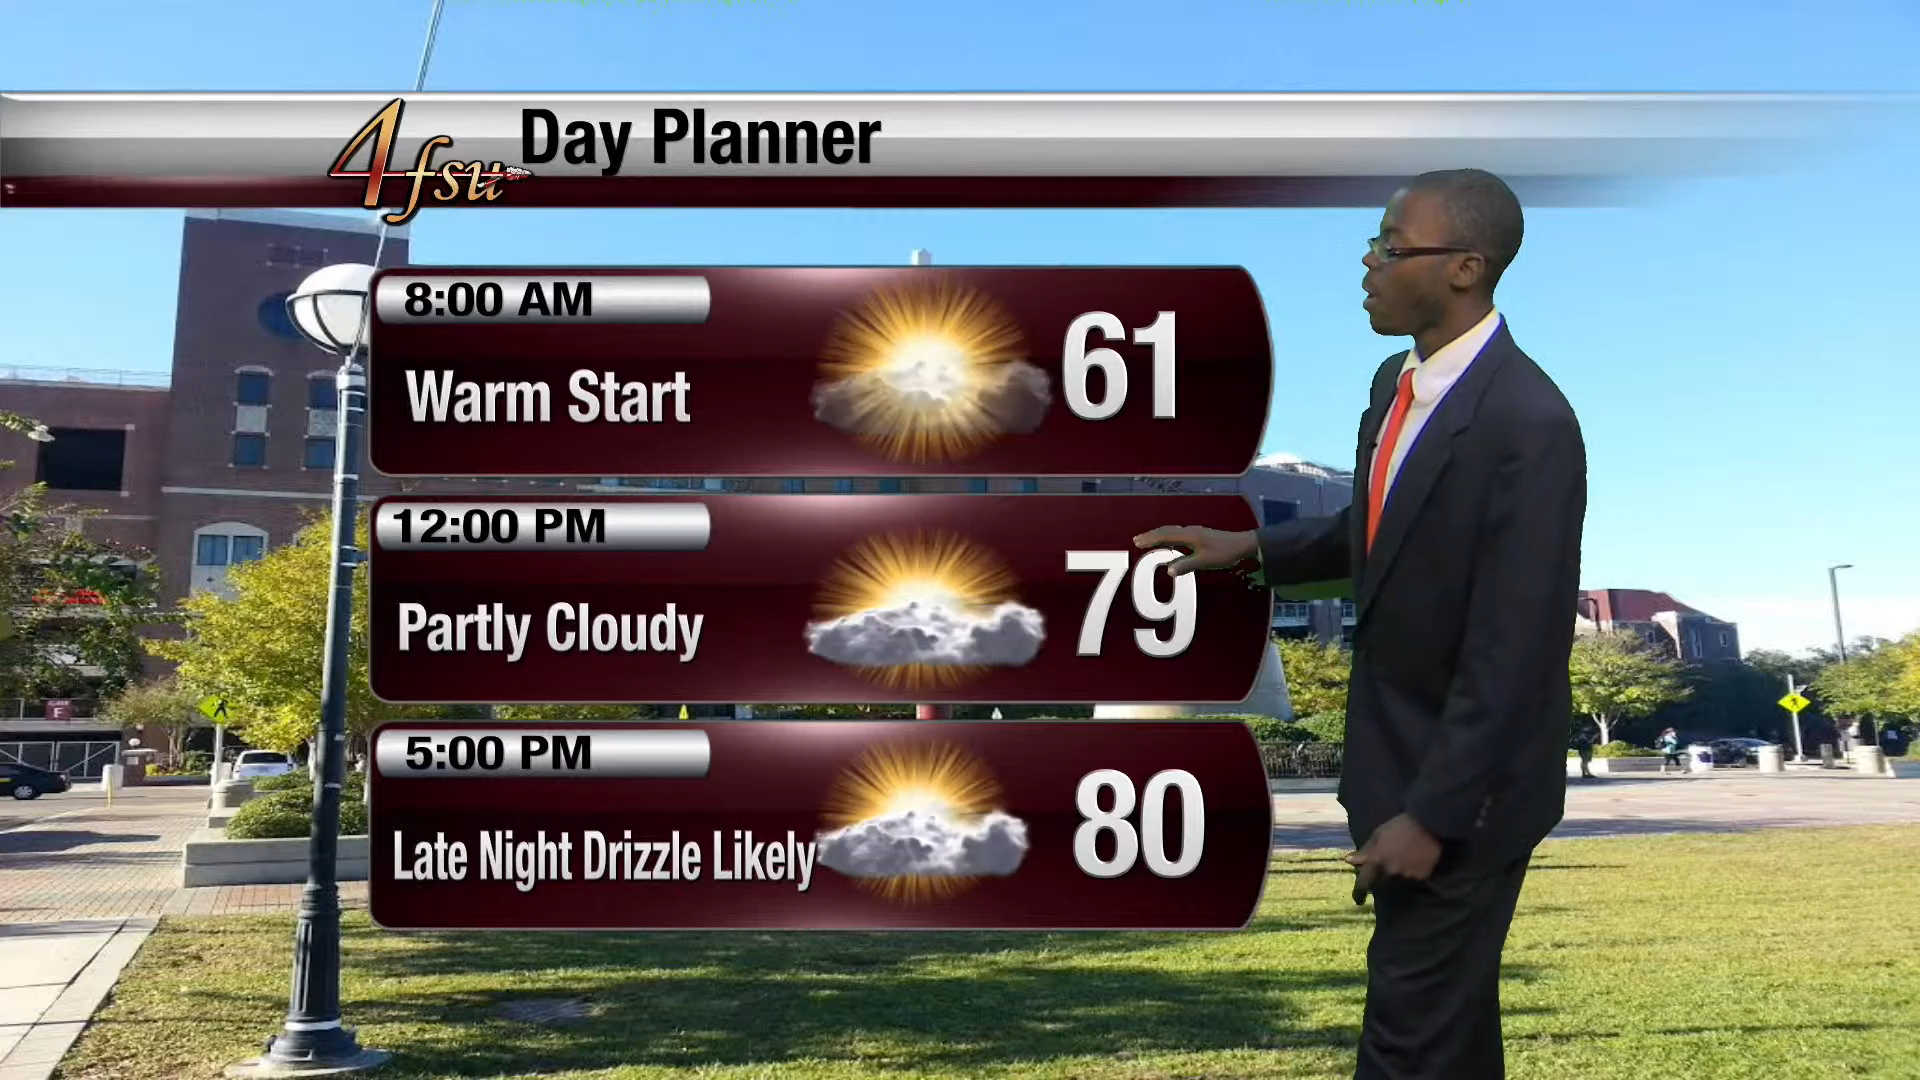 4fsu Day Planner
8:00 AM
Warm Start
61
12:00 PM
Partly Cloudy
79
5:00 PM
Late Night Drizzle Likely
80
F